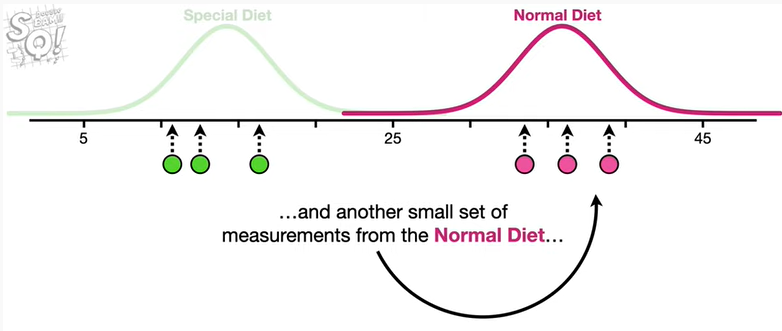 Special Diet
Normal Diet
5
25
45
…and another small set of
measurements from the Normal Diet…